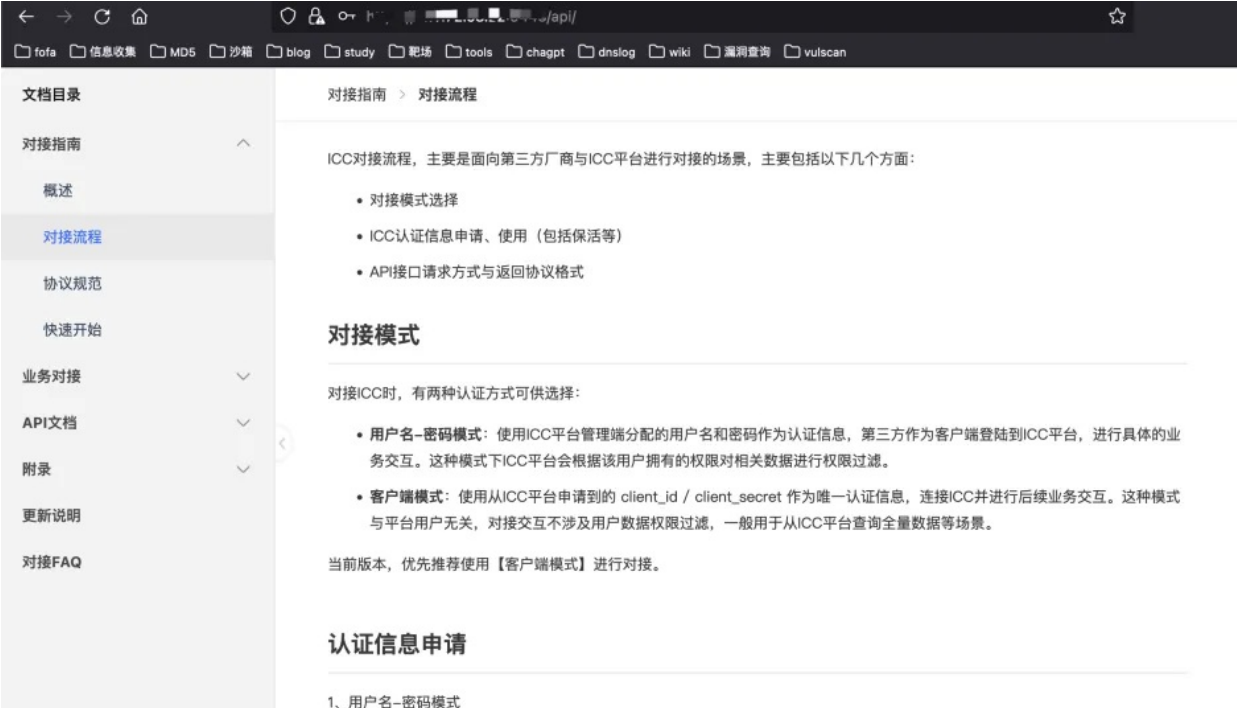 /api/
fofa 信息收集 MD5 沙箱 blog study 靶场 tools chagpt dnslog wiki 漏洞查询 vulscan
文档目录
对接指南
概述
对接流程
协议规范
快速开始
业务对接
API文档
附录
更新说明
对接FAQ
对接指南 > 对接流程
ICC对接流程，主要是面向第三方厂商与ICC平台进行对接的场景，主要包括以下几个方面：
• 对接模式选择
• ICC认证信息申请、使用（包括保活等）
• API接口请求方式与返回协议格式
对接模式
对接ICC时，有两种认证方式可供选择：
• 用户名–密码模式：使用ICC平台管理端分配的用户名和密码作为认证信息，第三方作为客户端登陆到ICC平台，进行具体的业
务交互。这种模式下ICC平台会根据该用户拥有的权限对相关数据进行权限过滤。
• 客户端模式：使用从ICC平台申请到的 client_id / client_secret 作为唯一认证信息，连接ICC并进行后续业务交互。这种模式
与平台用户无关，对接交互不涉及用户数据权限过滤，一般用于从ICC平台查询全量数据等场景。
当前版本，优先推荐使用【客户端模式】进行对接。
认证信息申请
1、用户名–密码模式